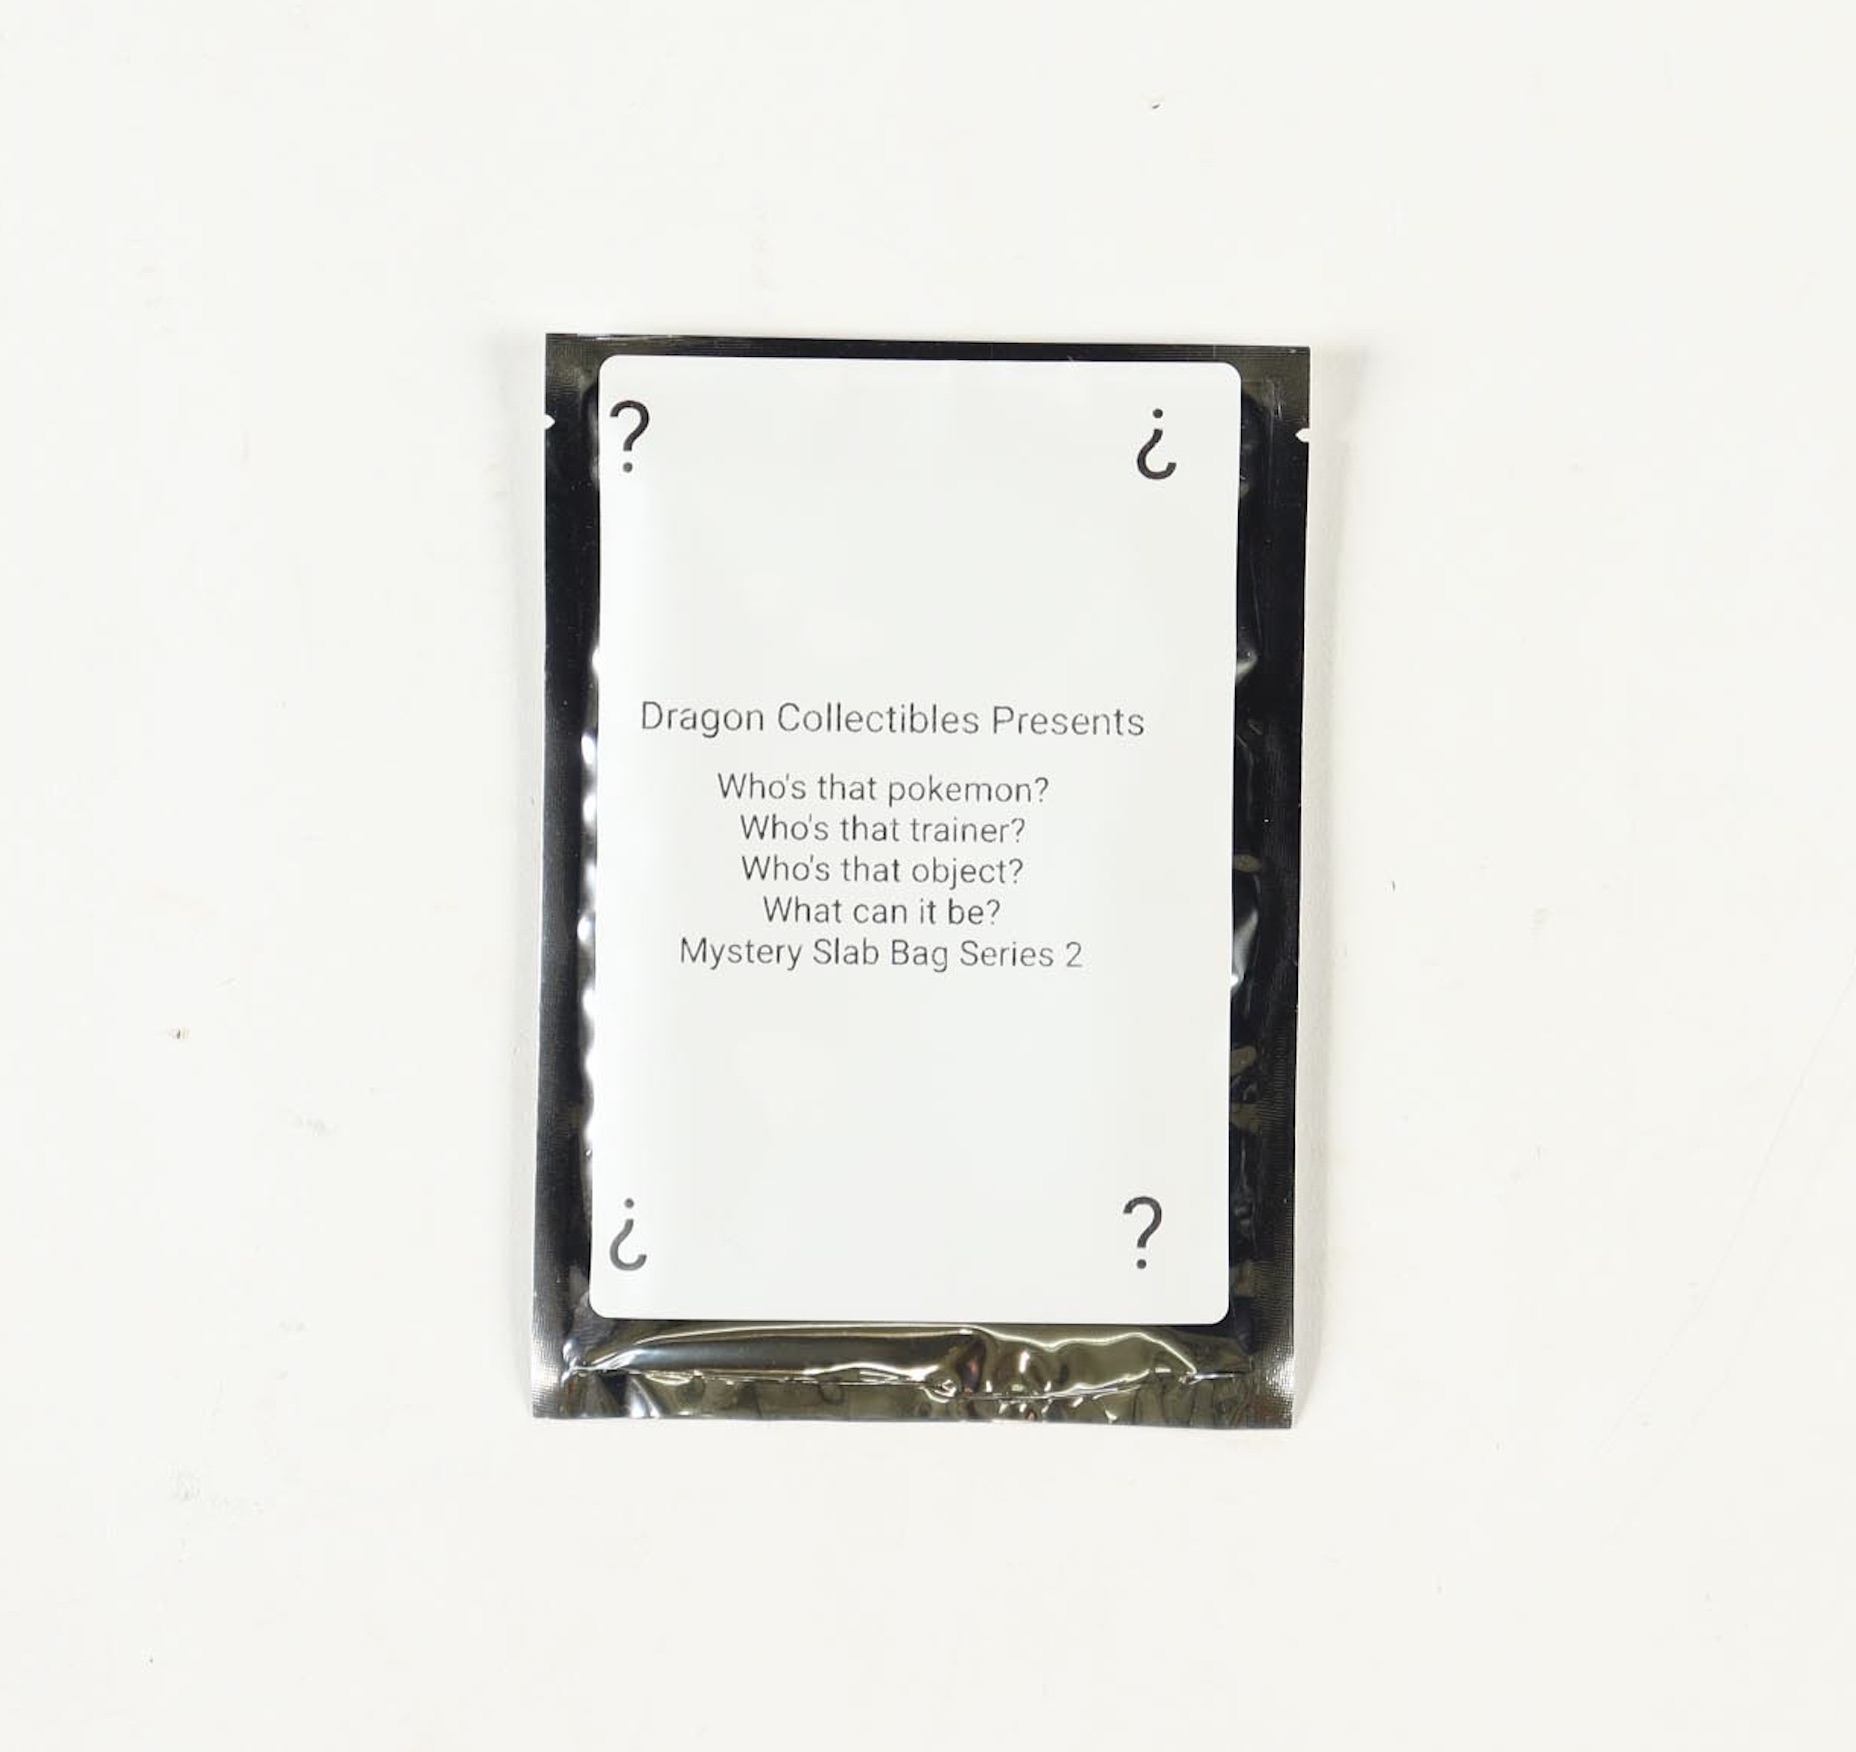 ? ¿
Dragon Collectibles Presents
Who's that pokemon?
Who's that trainer?
Who's that object?
What can it be?
Mystery Slab Bag Series 2
¿ ?